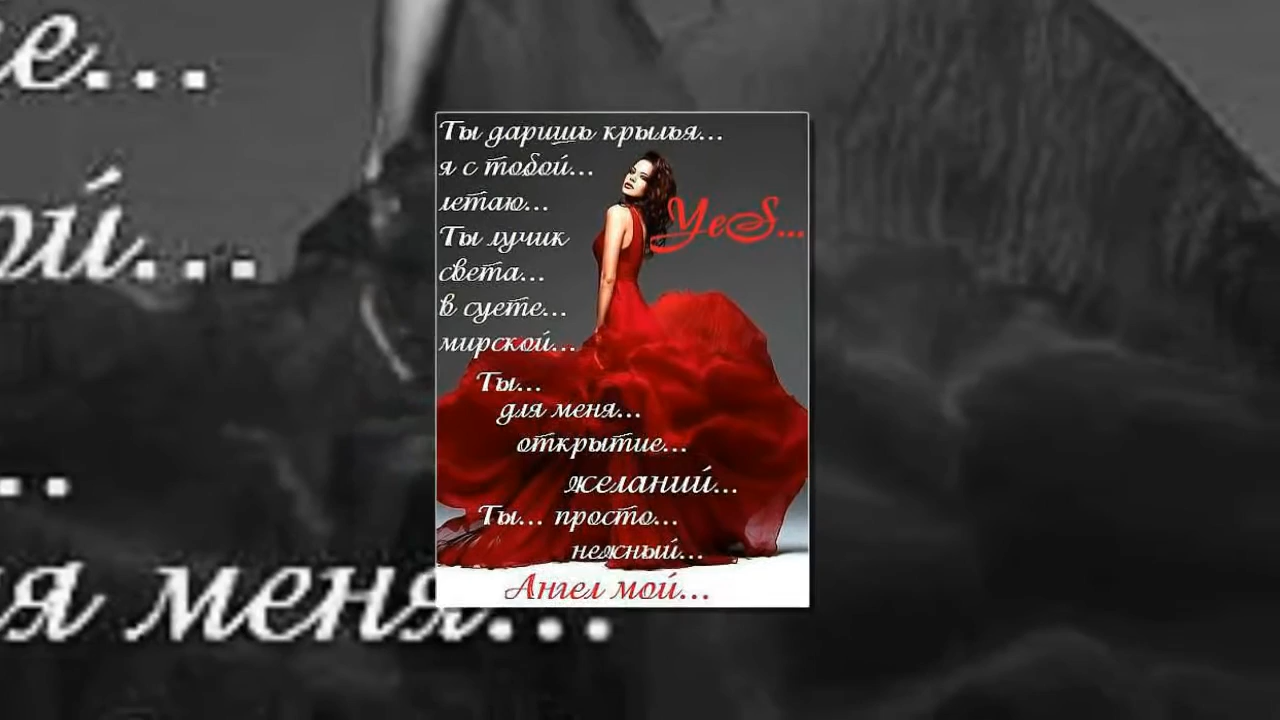 Ты даришь крылья...
я с тобой...
летаю...
YeS...
Ты лучик
света...
в суете...
мирской...
Ты...
для меня...
открытие...
желаний...
Ты... просто...
нежный...
Ангел мой...
е...
ой...
...
я меня...